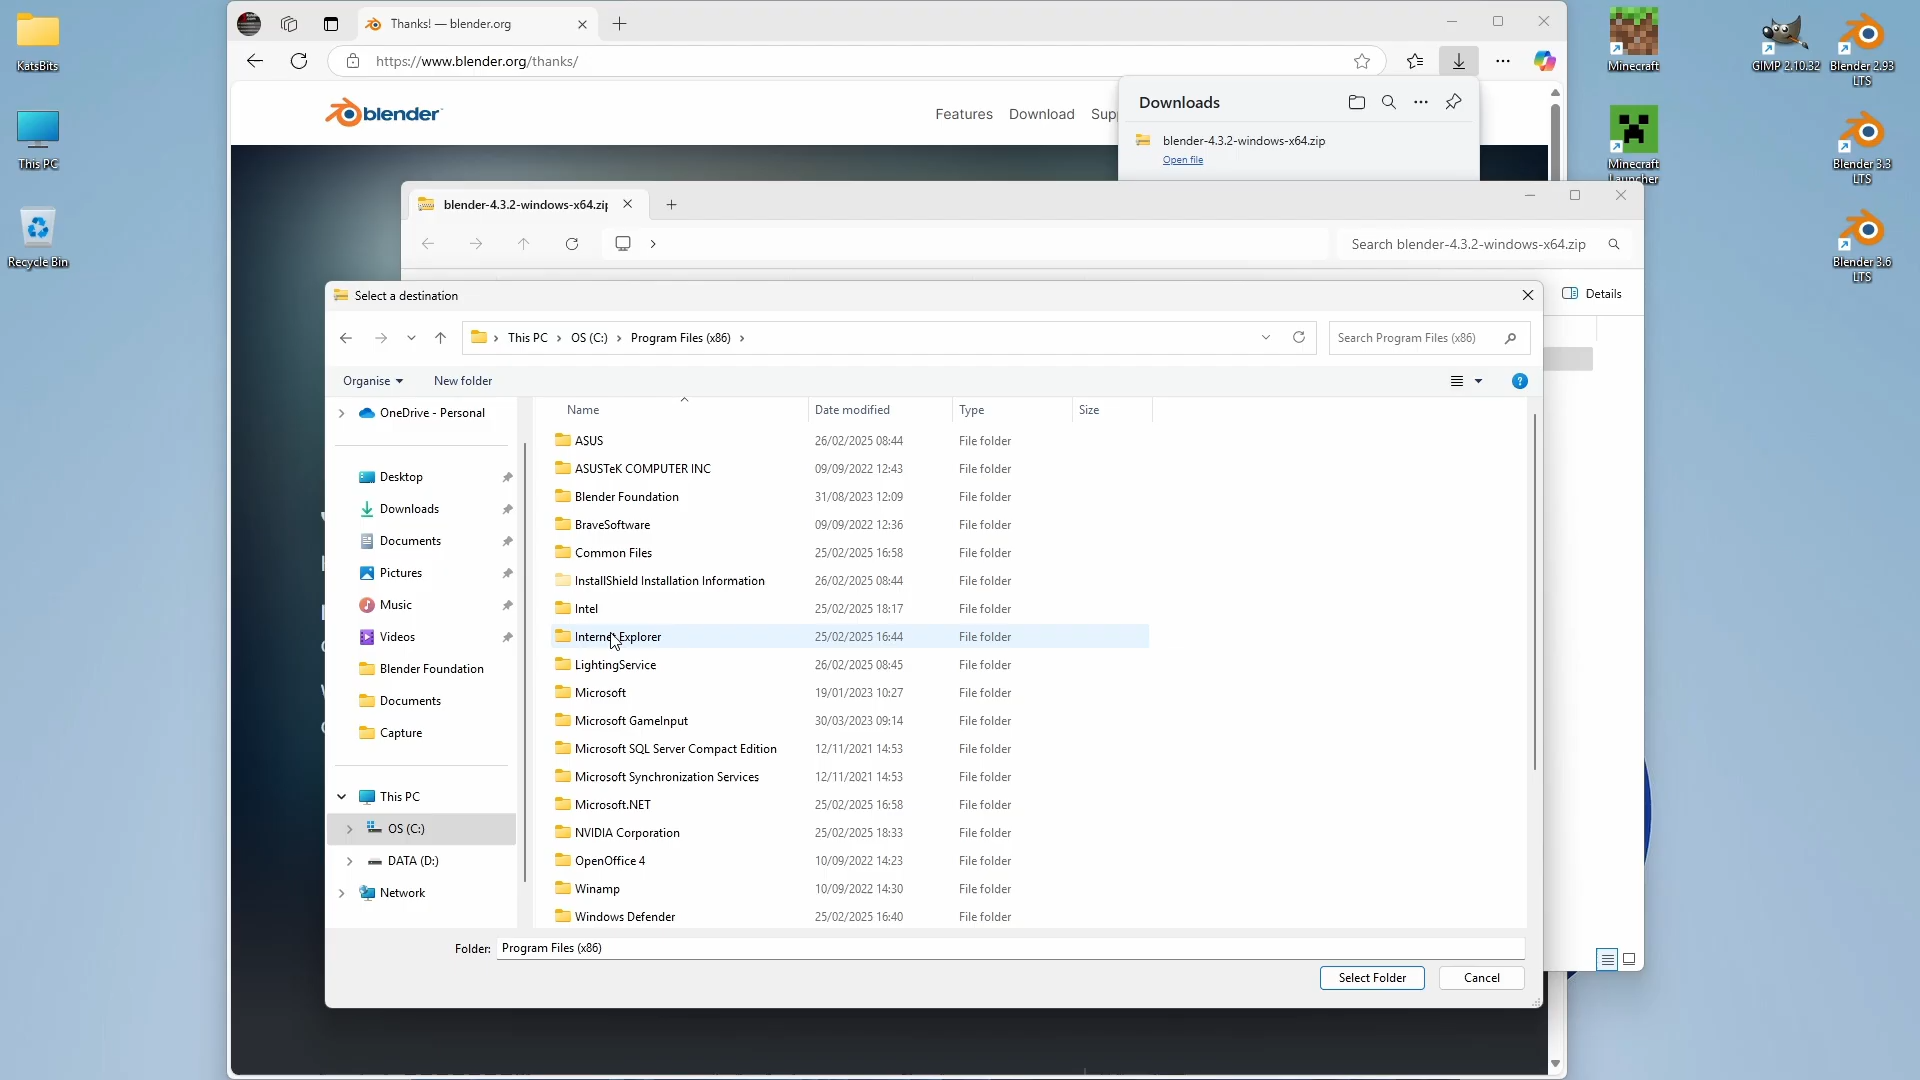 KatsBits
This PC
Recycle Bin
Thanks! — blender.org
https://www.blender.org/thanks/
blender
Features
Download
Supp
Downloads
blender-4.3.2-windows-x64.zip
Open file
Minecraft
GIMP 2.10.32
Blender 2.93
LTS
Minecraft
Launcher
Blender 3.3
LTS
Blender 3.6
LTS
blender-4.3.2-windows-x64.zip
Search blender-4.3.2-windows-x64.zip
Details
Select a destination
This PC > OS (C:) > Program Files (x86) >
Search Program Files (x86)
Organise
New folder
OneDrive - Personal
Desktop
Downloads
Documents
Pictures
Music
Videos
Blender Foundation
Documents
Capture
This PC
OS (C:)
DATA (D:)
Network
Name Date modified Type Size
ASUS 26/02/2025 08:44 File folder
ASUSTeK COMPUTER INC 09/09/2022 12:43 File folder
Blender Foundation 31/08/2023 12:09 File folder
BraveSoftware 09/09/2022 12:36 File folder
Common Files 25/02/2025 16:58 File folder
InstallShield Installation Information 26/02/2025 08:44 File folder
Intel 25/02/2025 18:17 File folder
Internet Explorer 25/02/2025 16:44 File folder
LightingService 26/02/2025 08:45 File folder
Microsoft 19/01/2023 10:27 File folder
Microsoft GameInput 30/03/2023 09:14 File folder
Microsoft SQL Server Compact Edition 12/11/2021 14:53 File folder
Microsoft Synchronization Services 12/11/2021 14:53 File folder
Microsoft.NET 25/02/2025 16:58 File folder
NVIDIA Corporation 25/02/2025 18:33 File folder
OpenOffice 4 10/09/2022 14:23 File folder
Winamp 10/09/2022 14:30 File folder
Windows Defender 25/02/2025 16:40 File folder
Folder: Program Files (x86)
Select Folder
Cancel